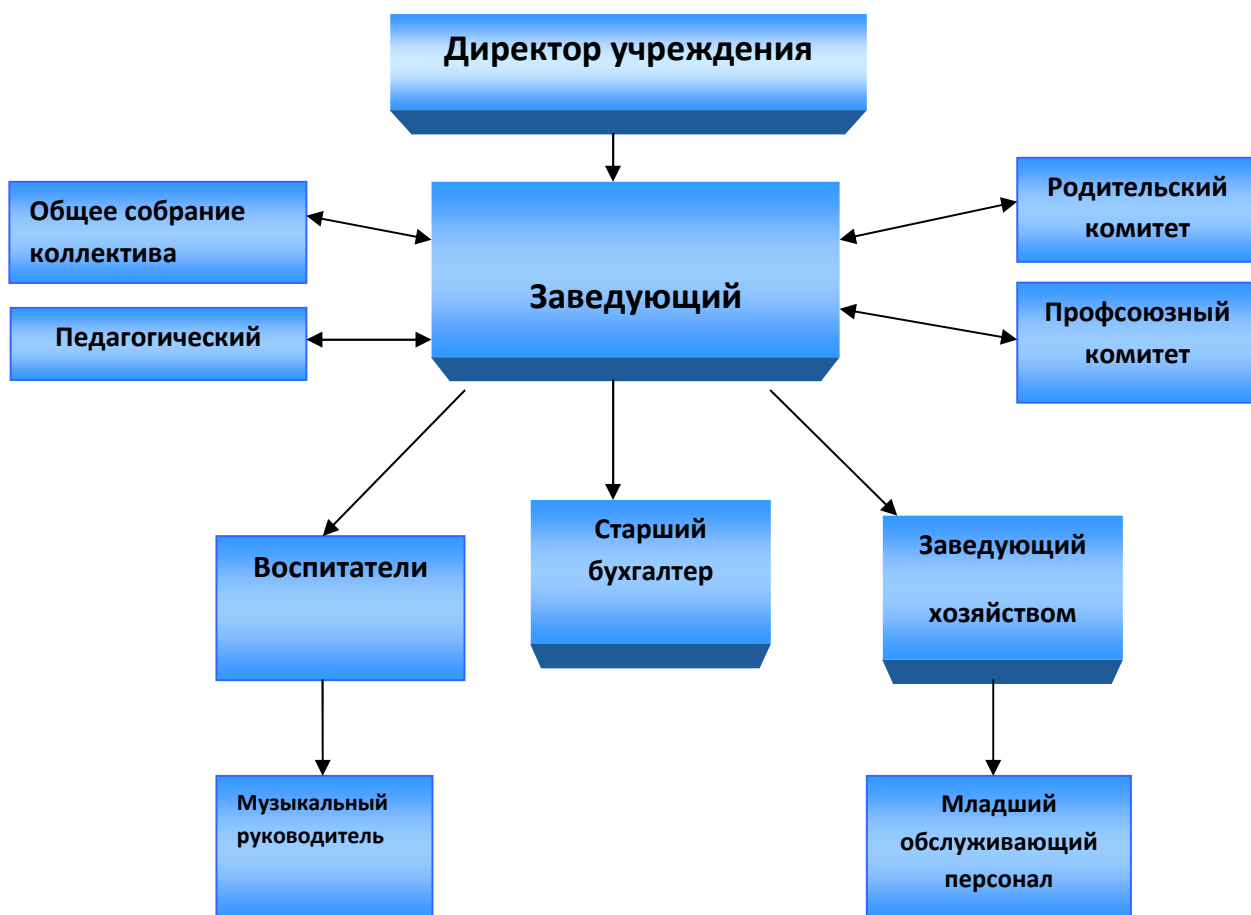 Директор учреждения
Общее собрание
коллектива
Родительский
комитет
Заведующий
Педагогический
Профсоюзный
комитет
Воспитатели
Старший
бухгалтер
Заведующий
хозяйством
Музыкальный
руководитель
Младший
обслуживающий
персонал